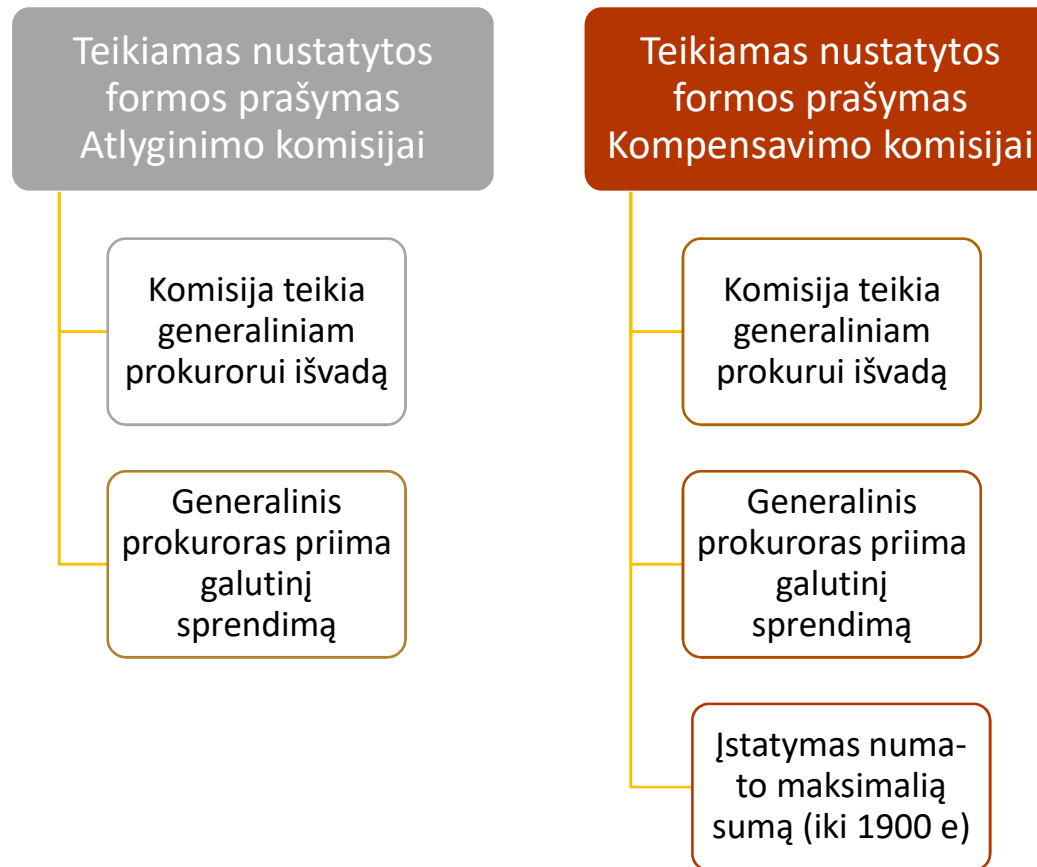 Teikiamas nustatytos
formos prašymas
Atlyginimo komisijai
Komisija teikia
generaliniam
prokurorui išvadą
Generalinis
prokuroras priima
galutinį
sprendimą
Teikiamas nustatytos
formos prašymas
Kompensavimo komisijai
Komisija teikia
generaliniam
prokurui išvadą
Generalinis
prokuroras priima
galutinį
sprendimą
Įstatymas numa-
to maksimalią
sumą (iki 1900 e)